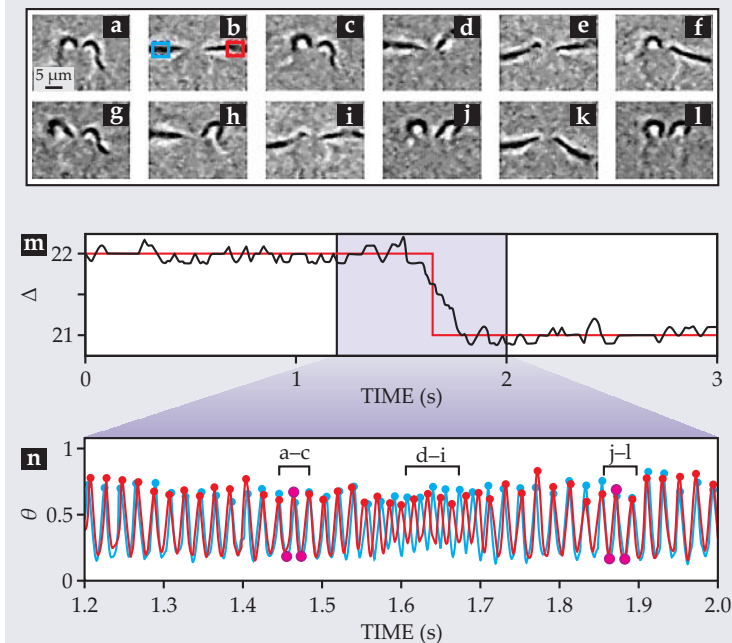 a b c d e f
5 µm
g h i j k l
m
22
Δ
21
0 1 2 3
TIME (s)
n
a–c d–i j–l
1
θ 0.5
0
1.2 1.3 1.4 1.5 1.6 1.7 1.8 1.9 2.0
TIME (s)